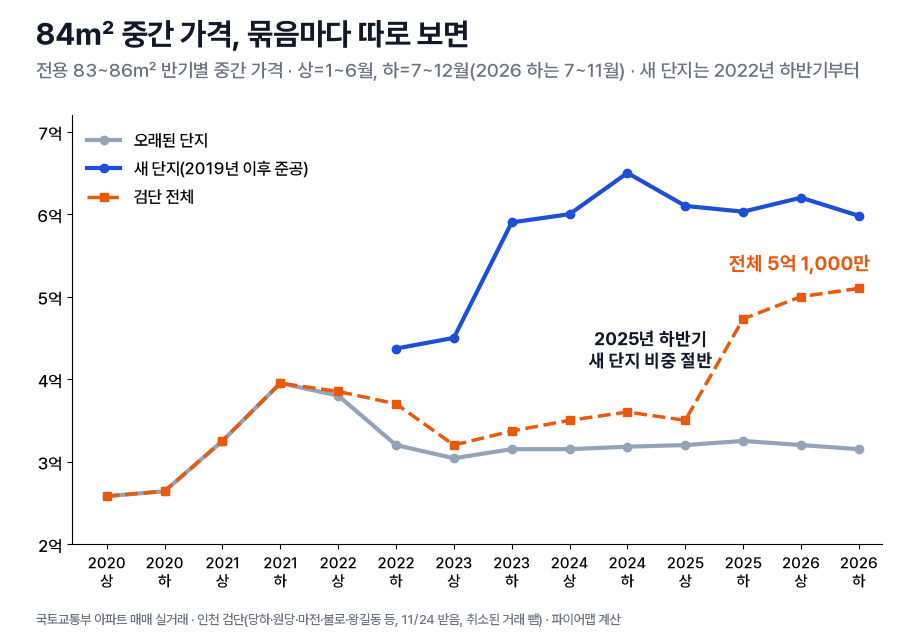 84m² 중간 가격, 묶음마다 따로 보면
전용 83~86m² 반기별 중간 가격 · 상=1~6월, 하=7~12월(2026 하는 7~11월) · 새 단지는 2022년 하반기부터
7억
오래된 단지
새 단지(2019년 이후 준공)
검단 전체
6억
전체 5억 1,000만
5억
2025년 하반기
새 단지 비중 절반
4억
3억
2억
2020 2020 2021 2021 2022 2022 2023 2023 2024 2024 2025 2025 2026 2026
상 하 상 하 상 하 상 하 상 하 상 하 상 하
국토교통부 아파트 매매 실거래 · 인천 검단(당하·원당·마전·불로·왕길동 등, 11/24 받음, 취소된 거래 뺌) · 파이어맵 계산